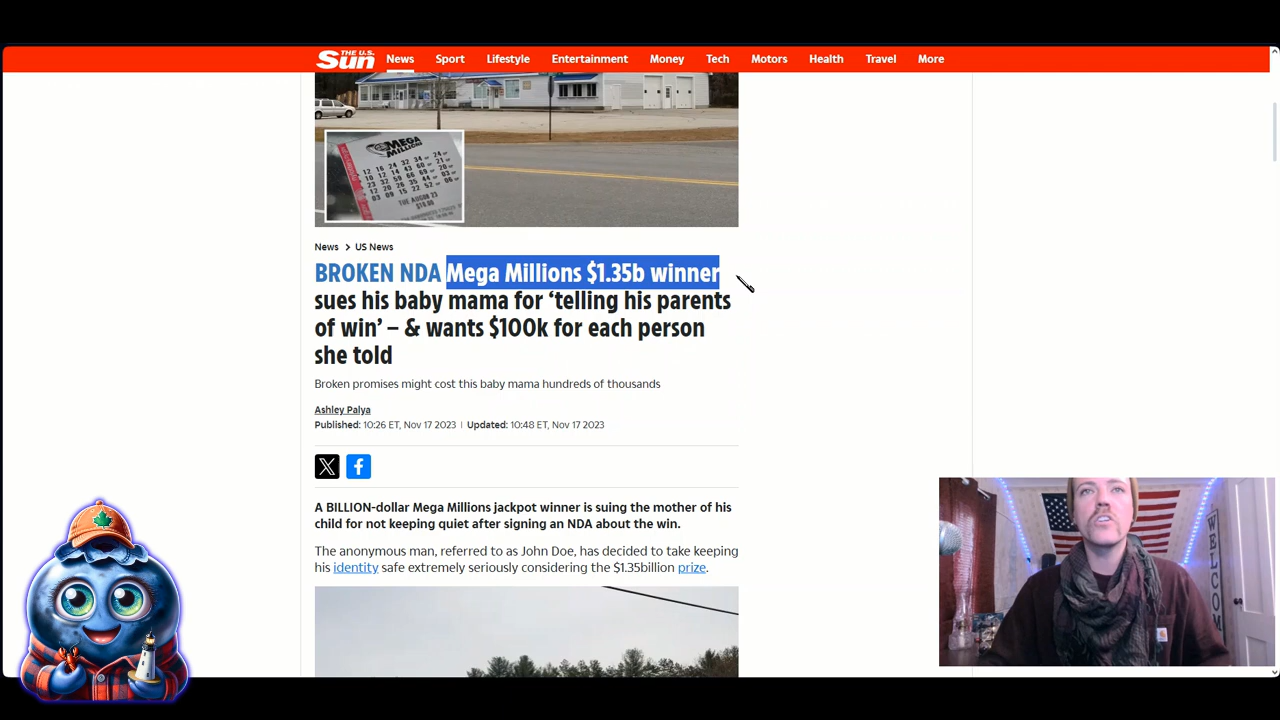 THE U.S. Sun News Sport Lifestyle Entertainment Money Tech Motors Health Travel More
MEGA MILLIONS
News > US News
BROKEN NDA Mega Millions $1.35b winner
sues his baby mama for ‘telling his parents
of win’ – & wants $100k for each person
she told
Broken promises might cost this baby mama hundreds of thousands
Ashley Palya
Published: 10:26 ET, Nov 17 2023 | Updated: 10:48 ET, Nov 17 2023
X f
A BILLION-dollar Mega Millions jackpot winner is suing the mother of his
child for not keeping quiet after signing an NDA about the win.
The anonymous man, referred to as John Doe, has decided to take keeping
his identity safe extremely seriously considering the $1.35billion prize.
WELCOME